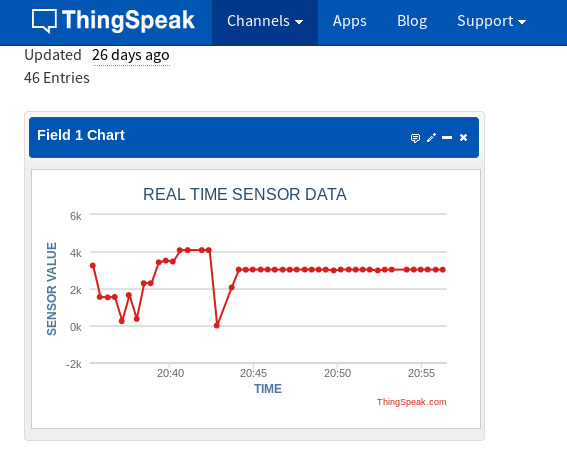 ThingSpeak Channels Apps Blog Support
Updated 26 days ago
46 Entries
Field 1 Chart
REAL TIME SENSOR DATA
6k
4k
2k
0k
-2k
SENSOR VALUE
20:40 20:45 20:50 20:55
TIME
ThingSpeak.com